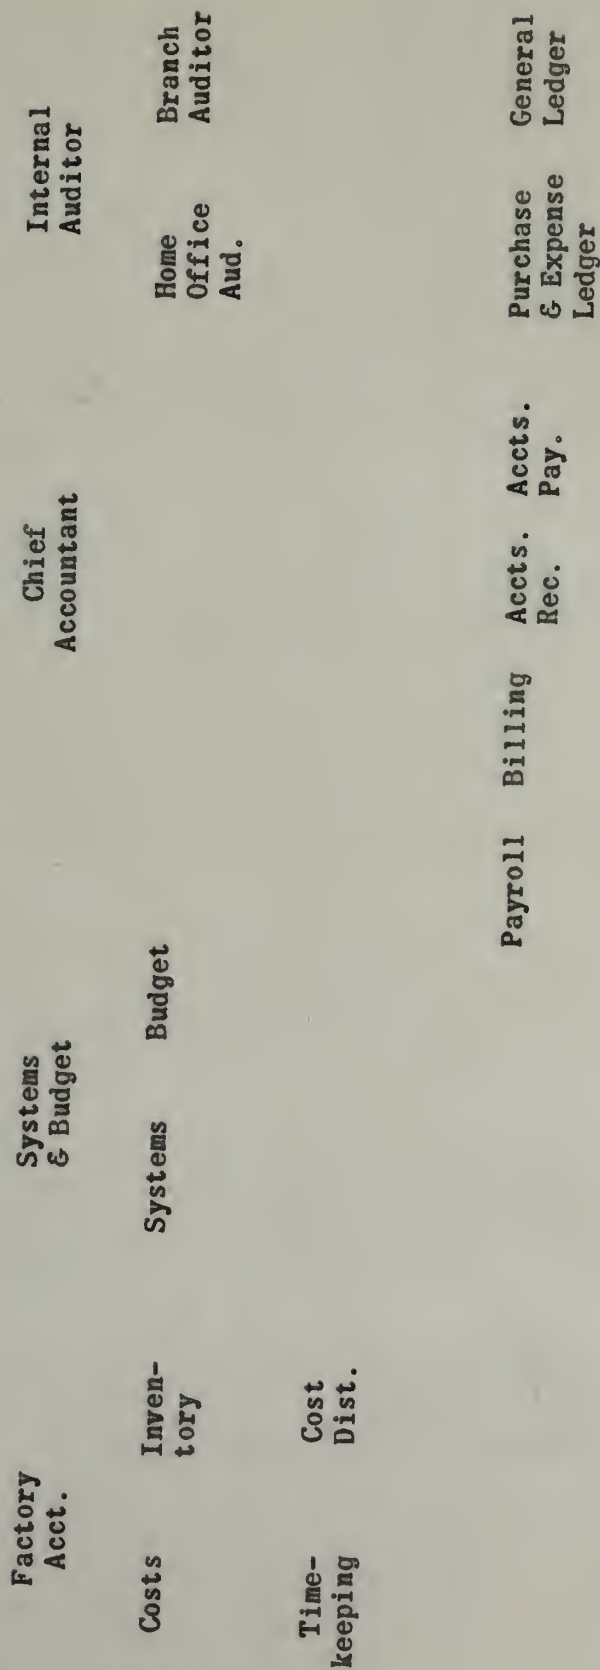 Factory
Acct.
Systems
& Budget
Chief
Accountant
Internal
Auditor
Costs
Inven-
tory
Systems
Budget
Home
Office
Aud.
Branch
Auditor
Time-
keeping
Cost
Dist.
Payroll
Billing
Accts.
Rec.
Accts.
Pay.
Purchase
& Expense
Ledger
General
Ledger